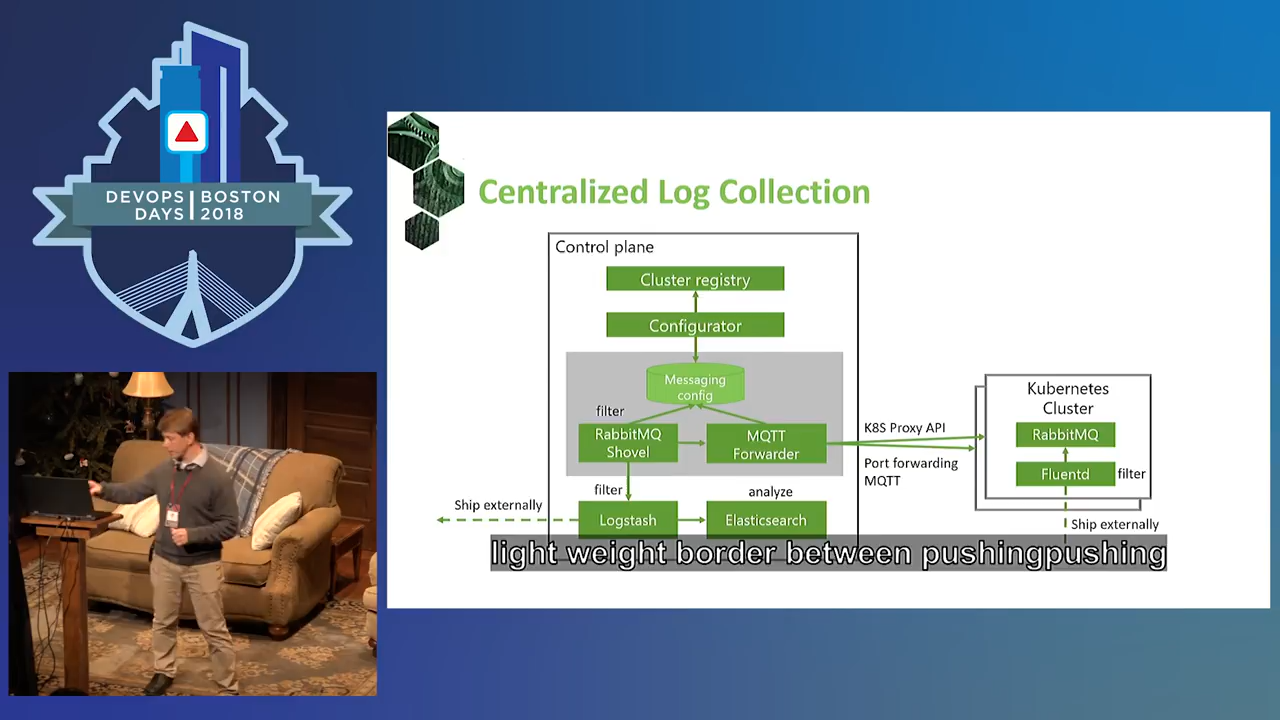 DEVOPS BOSTON
DAYS 2018
Centralized Log Collection
Control plane
Cluster registry
Configurator
Messaging
config
filter
RabbitMQ
Shovel
MQTT
Forwarder
K8S Proxy API
Port forwarding
MQTT
Kubernetes
Cluster
RabbitMQ
Fluentd
filter
Ship externally
filter
analyze
Ship externally
Logstash
Elasticsearch
light weight border between pushingpushing